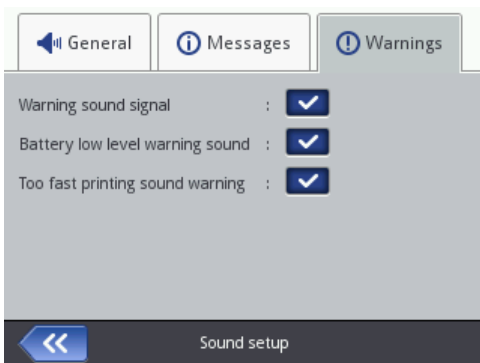 General Messages Warnings
Warning sound signal :
Battery low level warning sound :
Too fast printing sound warning :
Sound setup